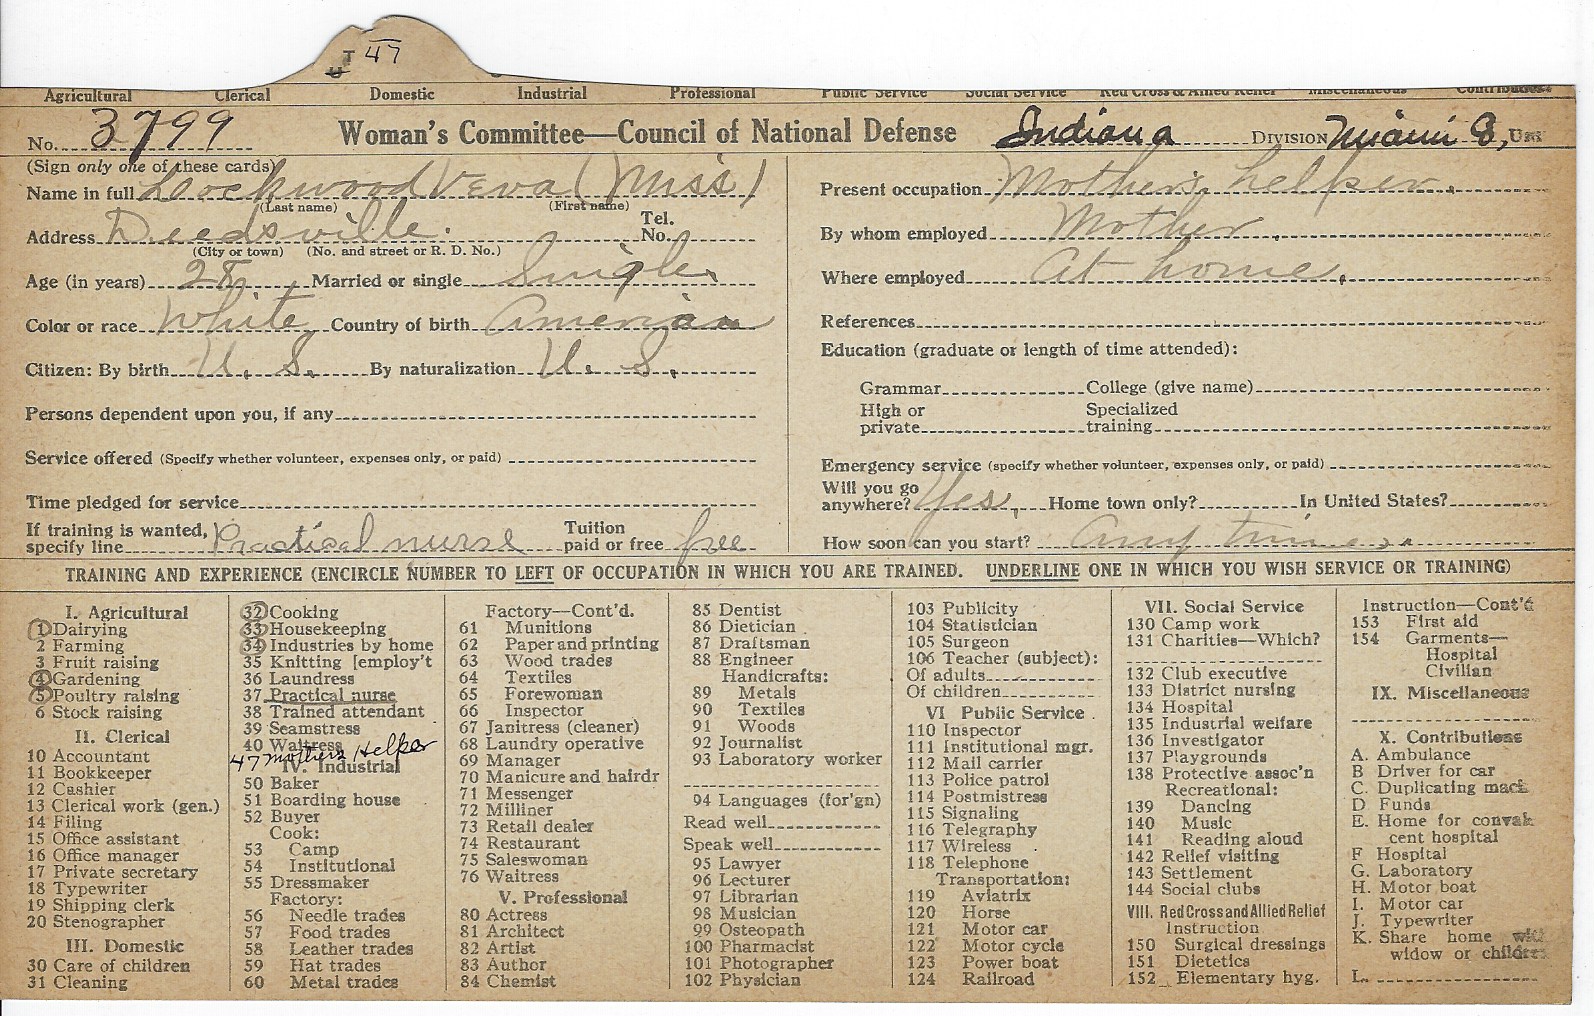 J 47
Agricultural Clerical Domestic Industrial Professional Public Service Social Service Red Cross & Allied Relief Miscellaneous Contributions
No. 3799 Woman's Committee—Council of National Defense Indiana DIVISION Miami
(Sign only one of these cards)
Name in full Lockwood Veva (Miss)
(Last name) (First name)
Address Deedsville. Tel. No.
(City or town) (No. and street or R. D. No.)
Age (in years) 28 Married or single Single.
Color or race White Country of birth American
Citizen: By birth U. S. By naturalization U. S.
Persons dependent upon you, if any
Service offered (Specify whether volunteer, expenses only, or paid)
Time pledged for service
If training is wanted, specify line Practical nurse Tuition paid or free free
Present occupation Mother's helper.
By whom employed Mother.
Where employed At home.
References
Education (graduate or length of time attended):
Grammar College (give name)
High or private Specialized training
Emergency service (specify whether volunteer, expenses only, or paid)
Will you go anywhere? Yes. Home town only? In United States?
How soon can you start? Any time.
TRAINING AND EXPERIENCE (ENCIRCLE NUMBER TO LEFT OF OCCUPATION IN WHICH YOU ARE TRAINED. UNDERLINE ONE IN WHICH YOU WISH SERVICE OR TRAINING)
I. Agricultural
1 Dairying
2 Farming
3 Fruit raising
4 Gardening
5 Poultry raising
6 Stock raising
II. Clerical
10 Accountant
11 Bookkeeper
12 Cashier
13 Clerical work (gen.)
14 Filing
15 Office assistant
16 Office manager
17 Private secretary
18 Typewriter
19 Shipping clerk
20 Stenographer
III. Domestic
30 Care of children
31 Cleaning
32 Cooking
33 Housekeeping
34 Industries by home
35 Knitting [employ't
36 Laundress
37 Practical nurse
38 Trained attendant
39 Seamstress
40 Waitress
47 Mothers Helper
IV. Industrial
50 Baker
51 Boarding house
52 Buyer
Cook:
53 Camp
54 Institutional
55 Dressmaker
Factory:
56 Needle trades
57 Food trades
58 Leather trades
59 Hat trades
60 Metal trades
Factory—Cont'd.
61 Munitions
62 Paper and printing
63 Wood trades
64 Textiles
65 Forewoman
66 Inspector
67 Janitress (cleaner)
68 Laundry operative
69 Manager
70 Manicure and hairdr
71 Messenger
72 Milliner
73 Retail dealer
74 Restaurant
75 Saleswoman
76 Waitress
V. Professional
80 Actress
81 Architect
82 Artist
83 Author
84 Chemist
85 Dentist
86 Dietician
87 Draftsman
88 Engineer
Handicrafts:
89 Metals
90 Textiles
91 Woods
92 Journalist
93 Laboratory worker
94 Languages (for'gn)
Read well
Speak well
95 Lawyer
96 Lecturer
97 Librarian
98 Musician
99 Osteopath
100 Pharmacist
101 Photographer
102 Physician
103 Publicity
104 Statistician
105 Surgeon
106 Teacher (subject):
Of adults
Of children
VI Public Service
110 Inspector
111 Institutional mgr.
112 Mail carrier
113 Police patrol
114 Postmistress
115 Signaling
116 Telegraphy
117 Wireless
118 Telephone
Transportation:
119 Aviatrix
120 Horse
121 Motor car
122 Motor cycle
123 Power boat
124 Railroad
VII. Social Service
130 Camp work
131 Charities—Which?
132 Club executive
133 District nursing
134 Hospital
135 Industrial welfare
136 Investigator
137 Playgrounds
138 Protective assoc'n
Recreational:
139 Dancing
140 Music
141 Reading aloud
142 Relief visiting
143 Settlement
144 Social clubs
VIII. Red Cross and Allied Relief
Instruction
150 Surgical dressings
151 Dietetics
152 Elementary hyg.
Instruction—Cont'd
153 First aid
154 Garments—
Hospital
Civilian
IX. Miscellaneous
X. Contributions
A. Ambulance
B Driver for car
C. Duplicating mach
D Funds
E. Home for convales
cent hospital
F Hospital
G. Laboratory
H. Motor boat
I. Motor car
J. Typewriter
K. Share home with
widow or children
L.